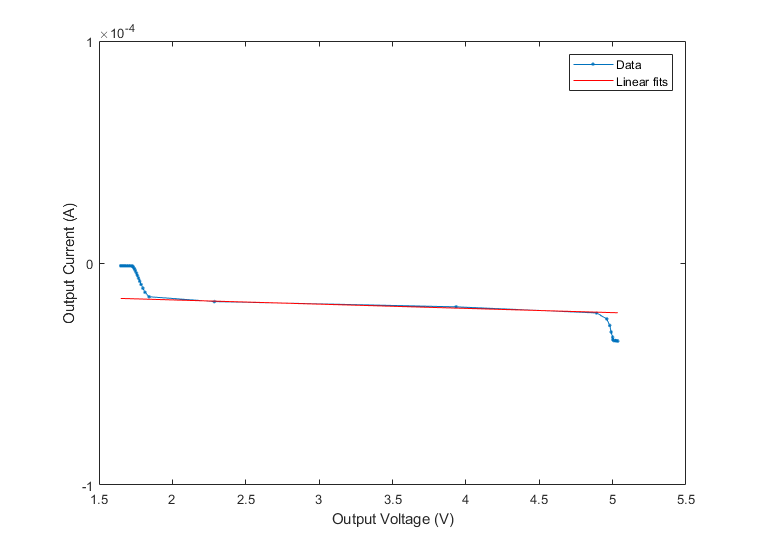 ×10-4
1
0
-1
Output Current (A)
Data
Linear fits
1.5 2 2.5 3 3.5 4 4.5 5 5.5
Output Voltage (V)